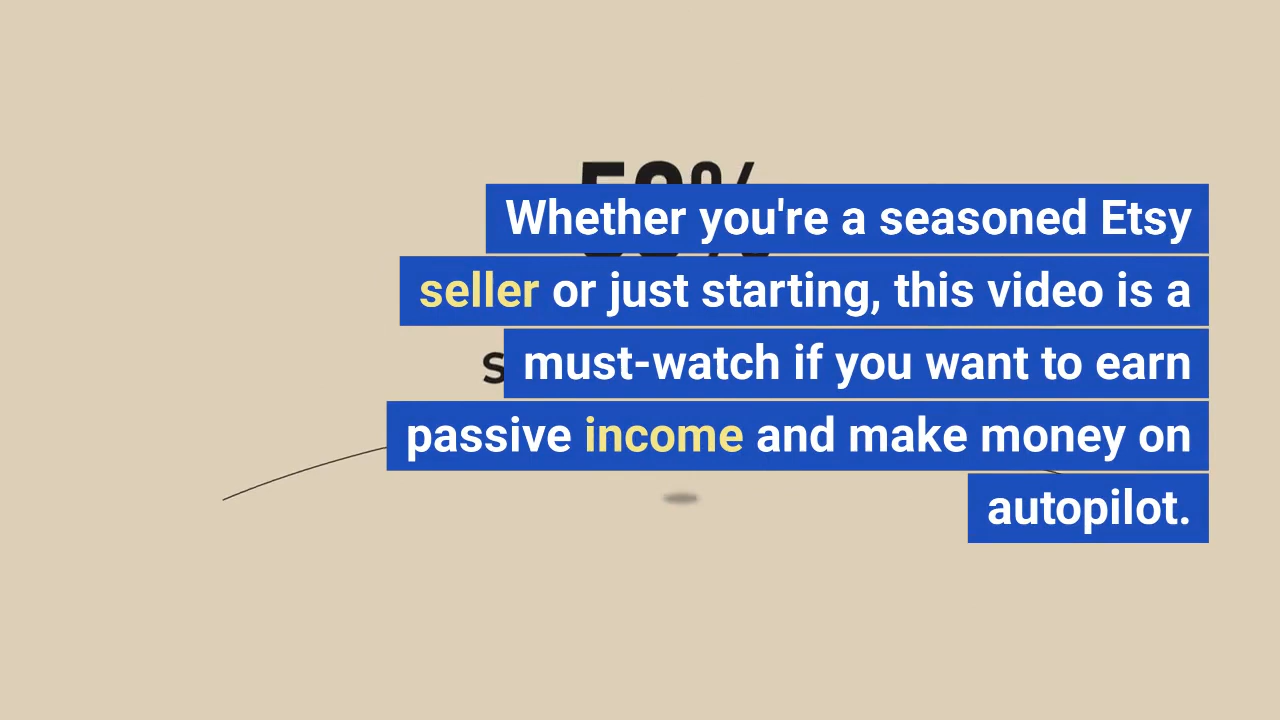 Whether you're a seasoned Etsy
seller or just starting, this video is a
must-watch if you want to earn
passive income and make money on
autopilot.